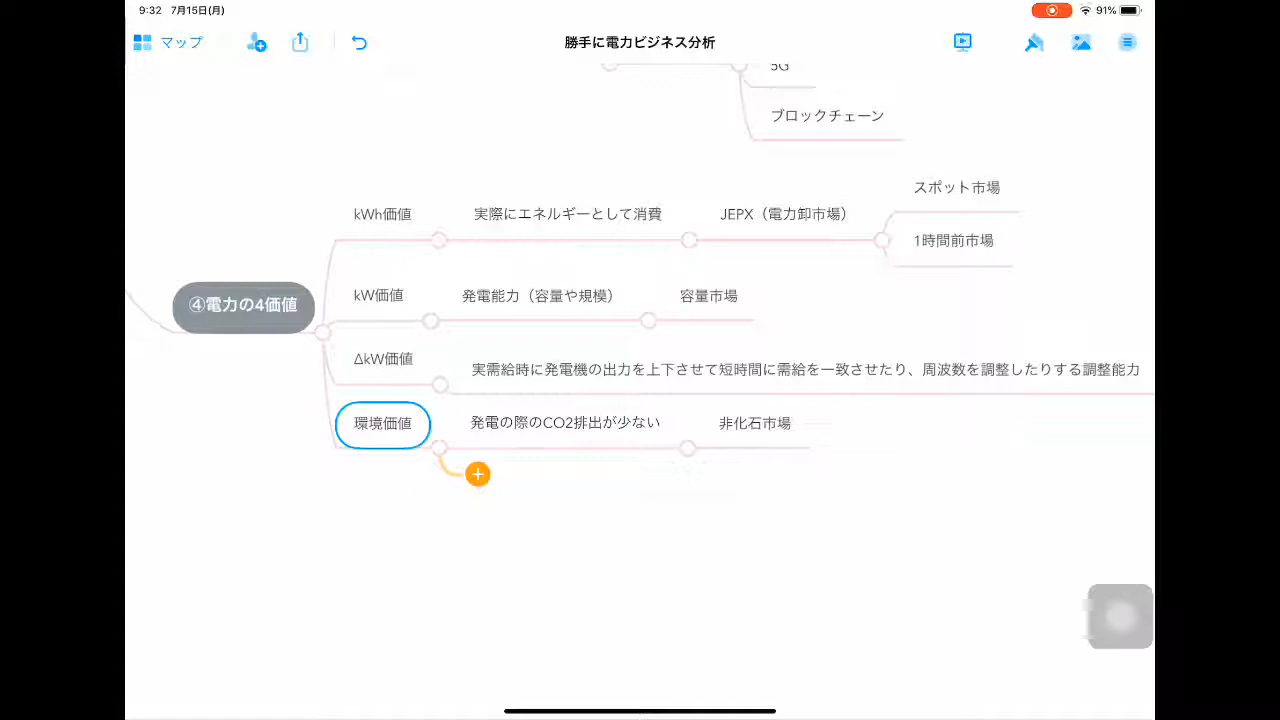 9:32 7月15日(月)
91%
マップ
勝手に電力ビジネス分析
5G
ブロックチェーン
スポット市場
kWh価値
実際にエネルギーとして消費
JEPX（電力卸市場）
1時間前市場
④電力の4価値
kW価値
発電能力（容量や規模）
容量市場
ΔkW価値
実需給時に発電機の出力を上下させて短時間に需給を一致させたり、周波数を調整したりする調整能力
環境価値
発電の際のCO2排出が少ない
非化石市場